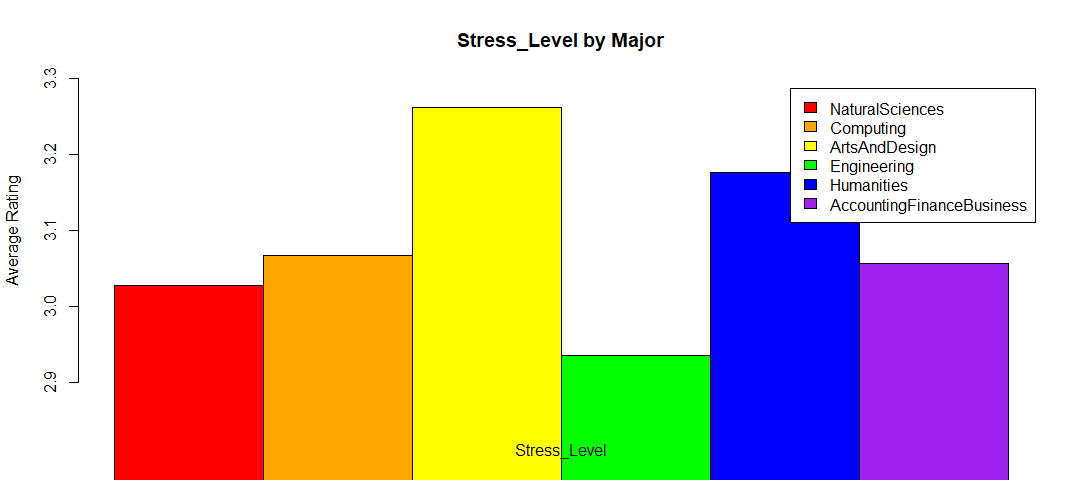 Stress_Level by Major
3.3
3.2
3.1
3.0
2.9
Average Rating
NaturalSciences
Computing
ArtsAndDesign
Engineering
Humanities
AccountingFinanceBusiness
Stress_Level